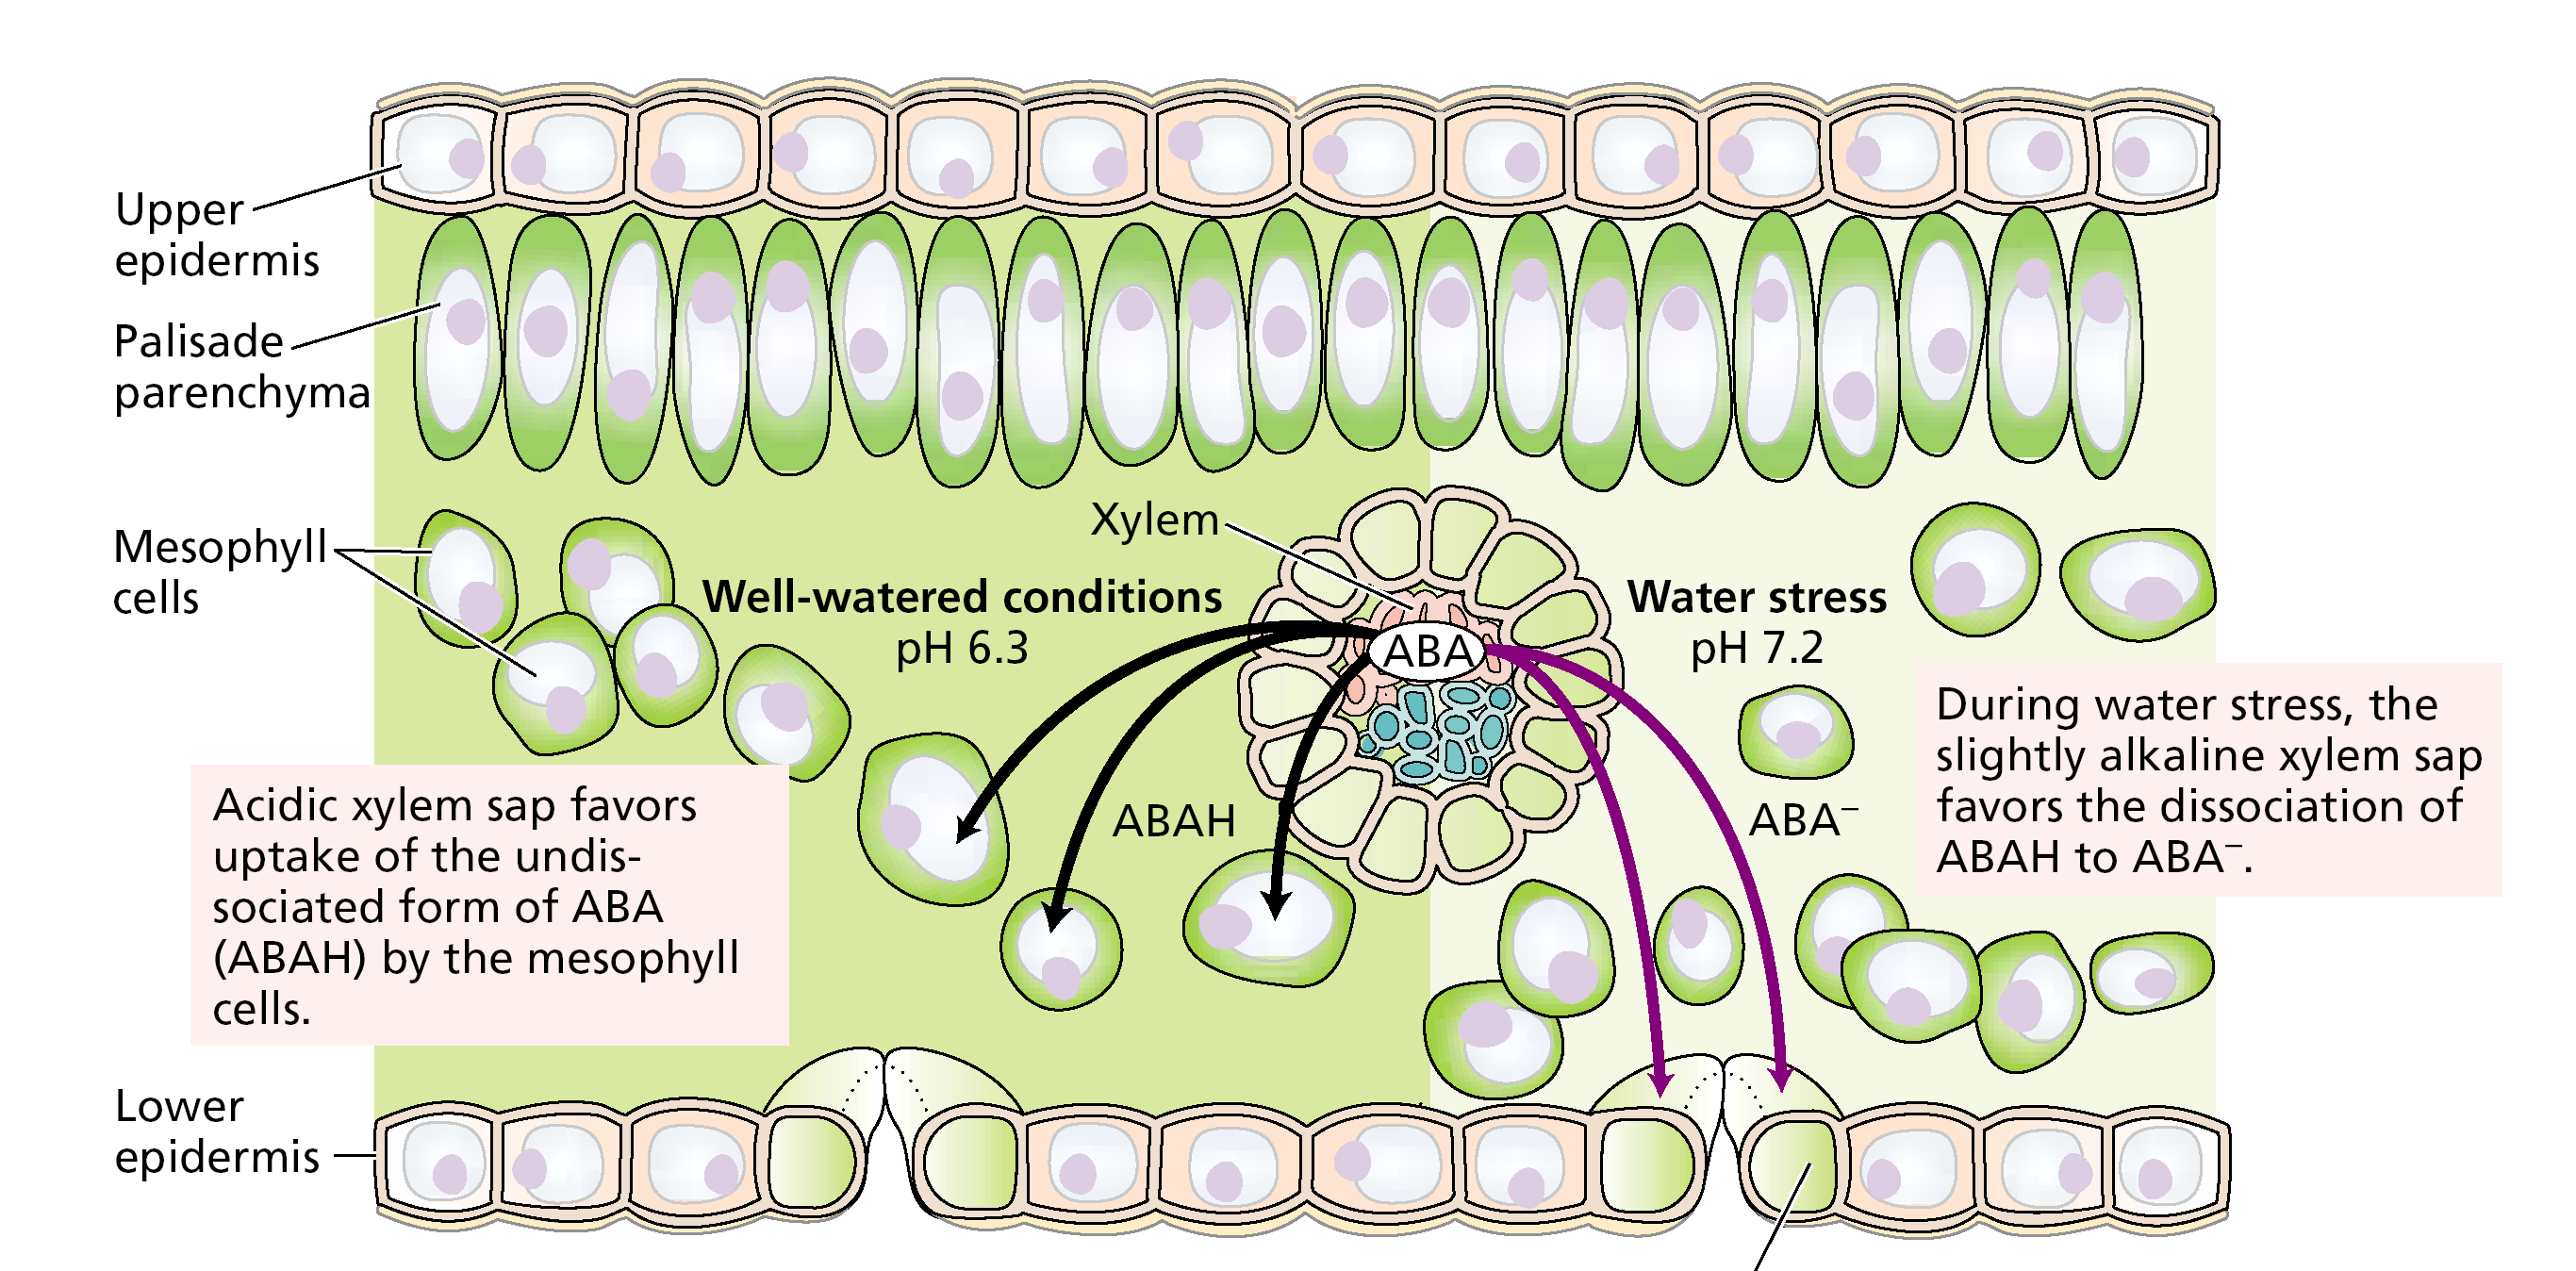 Upper
epidermis
Palisade
parenchyma
Mesophyll
cells
Xylem
Well-watered conditions
pH 6.3
ABA
Water stress
pH 7.2
ABAH
ABA⁻
Acidic xylem sap favors
uptake of the undis-
sociated form of ABA
(ABAH) by the mesophyll
cells.
During water stress, the
slightly alkaline xylem sap
favors the dissociation of
ABAH to ABA⁻.
Lower
epidermis